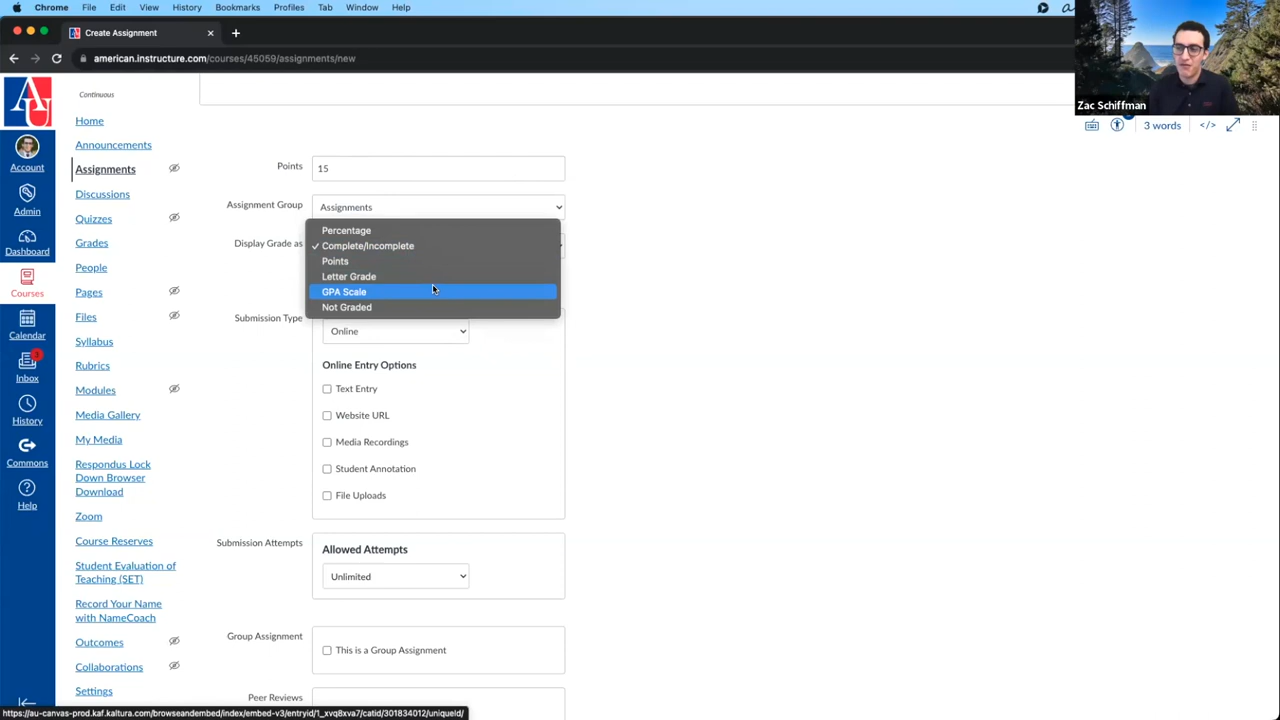 Chrome File Edit View History Bookmarks Profiles Tab Window Help
Create Assignment
american.instructure.com/courses/45059/assignments/new
Zac Schiffman
3 words
</>
AU
Account
Admin
Dashboard
Courses
Calendar
3
Inbox
History
Commons
Help
Continuous
Home
Announcements
Assignments
Discussions
Quizzes
Grades
People
Pages
Files
Syllabus
Rubrics
Modules
Media Gallery
My Media
Respondus Lock
Down Browser
Download
Zoom
Course Reserves
Student Evaluation of
Teaching (SET)
Record Your Name
with NameCoach
Outcomes
Collaborations
Settings
Points 15
Assignment Group Assignments
Display Grade as
Percentage
✓ Complete/Incomplete
Points
Letter Grade
GPA Scale
Not Graded
Submission Type
Online
Online Entry Options
Text Entry
Website URL
Media Recordings
Student Annotation
File Uploads
Submission Attempts
Allowed Attempts
Unlimited
Group Assignment
This is a Group Assignment
Peer Reviews
https://au-canvas-prod.kaf.kaltura.com/browseandembed/index/embed-v3/entryid/1_xvq8xva7/catid/301834012/uniqueId/